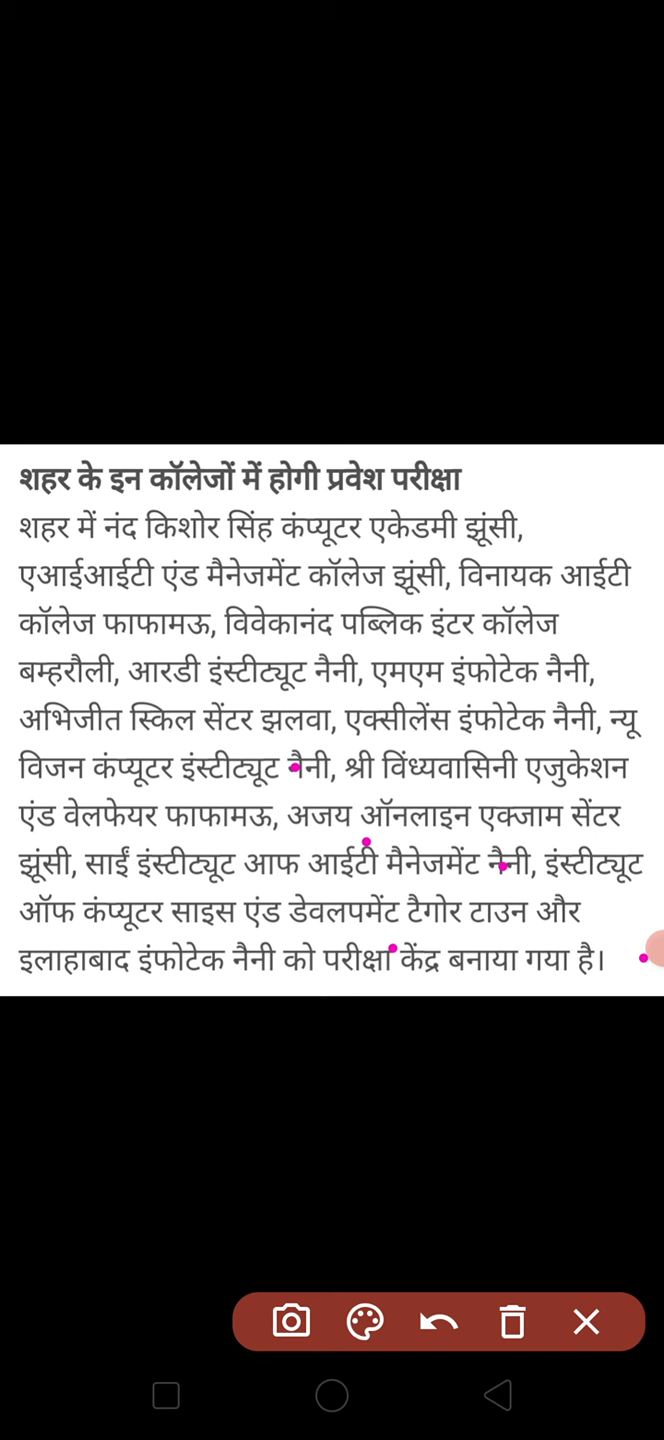 शहर के इन कॉलेजों में होगी प्रवेश परीक्षा
शहर में नंद किशोर सिंह कंप्यूटर एकेडमी झूंसी,
एआईआईटी एंड मैनेजमेंट कॉलेज झूंसी, विनायक आईटी
कॉलेज फाफामऊ, विवेकानंद पब्लिक इंटर कॉलेज
बम्हरौली, आरडी इंस्टीट्यूट नैनी, एमएम इंफोटेक नैनी,
अभिजीत स्किल सेंटर झलवा, एक्सीलेंस इंफोटेक नैनी, न्यू
विजन कंप्यूटर इंस्टीट्यूट नैनी, श्री विंध्यवासिनी एजुकेशन
एंड वेलफेयर फाफामऊ, अजय ऑनलाइन एक्जाम सेंटर
झूंसी, साईं इंस्टीट्यूट आफ आईटी मैनेजमेंट नैनी, इंस्टीट्यूट
ऑफ कंप्यूटर साइस एंड डेवलपमेंट टैगोर टाउन और
इलाहाबाद इंफोटेक नैनी को परीक्षा केंद्र बनाया गया है।